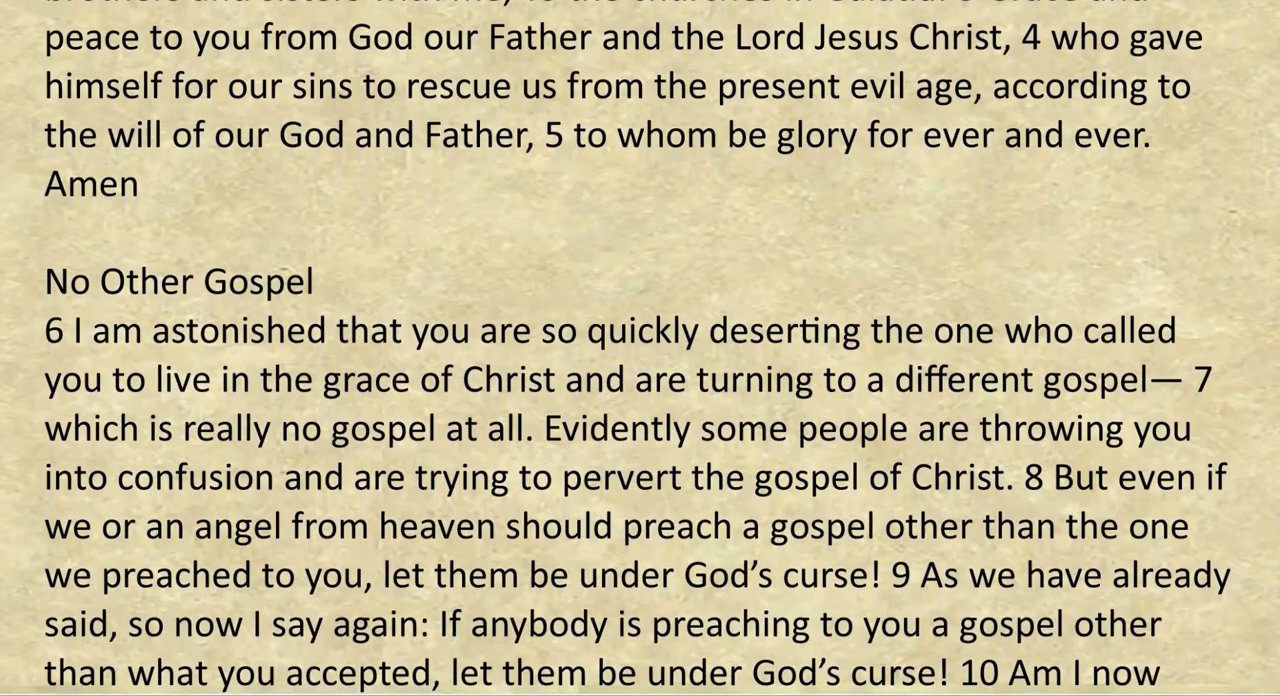 peace to you from God our Father and the Lord Jesus Christ, 4 who gave
himself for our sins to rescue us from the present evil age, according to
the will of our God and Father, 5 to whom be glory for ever and ever.
Amen
No Other Gospel
6 I am astonished that you are so quickly deserting the one who called
you to live in the grace of Christ and are turning to a different gospel— 7
which is really no gospel at all. Evidently some people are throwing you
into confusion and are trying to pervert the gospel of Christ. 8 But even if
we or an angel from heaven should preach a gospel other than the one
we preached to you, let them be under God’s curse! 9 As we have already
said, so now I say again: If anybody is preaching to you a gospel other
than what you accepted, let them be under God’s curse! 10 Am I now